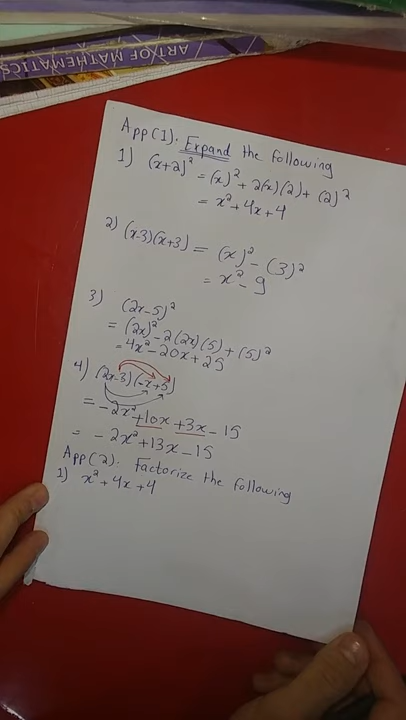 ART OF MATHEMATICS
App(1): Expand the following
1) (x+2)² = (x)² + 2(x)(2) + (2)²
= x² + 4x + 4
2) (x-3)(x+3) = (x)² - (3)²
= x² - 9
3) (2x-5)²
= (2x)² - 2(2x)(5) + (5)²
= 4x² - 20x + 25
4) (2x-3)(-x+5)
= -2x² +10x +3x - 15
= -2x² +13x - 15
App(2): Factorize the following
1) x² + 4x + 4